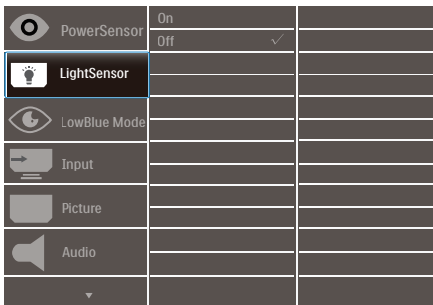 PowerSensor
On
Off
LightSensor
LowBlue Mode
Input
Picture
Audio